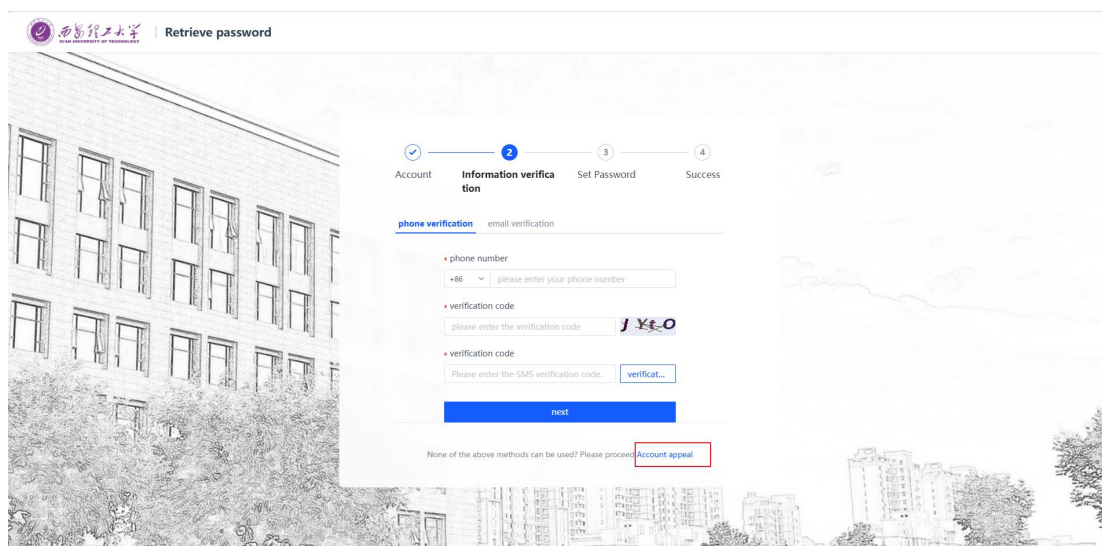 西安理工大学
XI'AN UNIVERSITY OF TECHNOLOGY
Retrieve password
2
3
4
Account
Information verifica
tion
Set Password
Success
phone verification
email verification
• phone number
+86
please enter your phone number
• verification code
please enter the verification code
J YtO
• verification code
Please enter the SMS verification code.
verificat...
next
None of the above methods can be used? Please proceed Account appeal